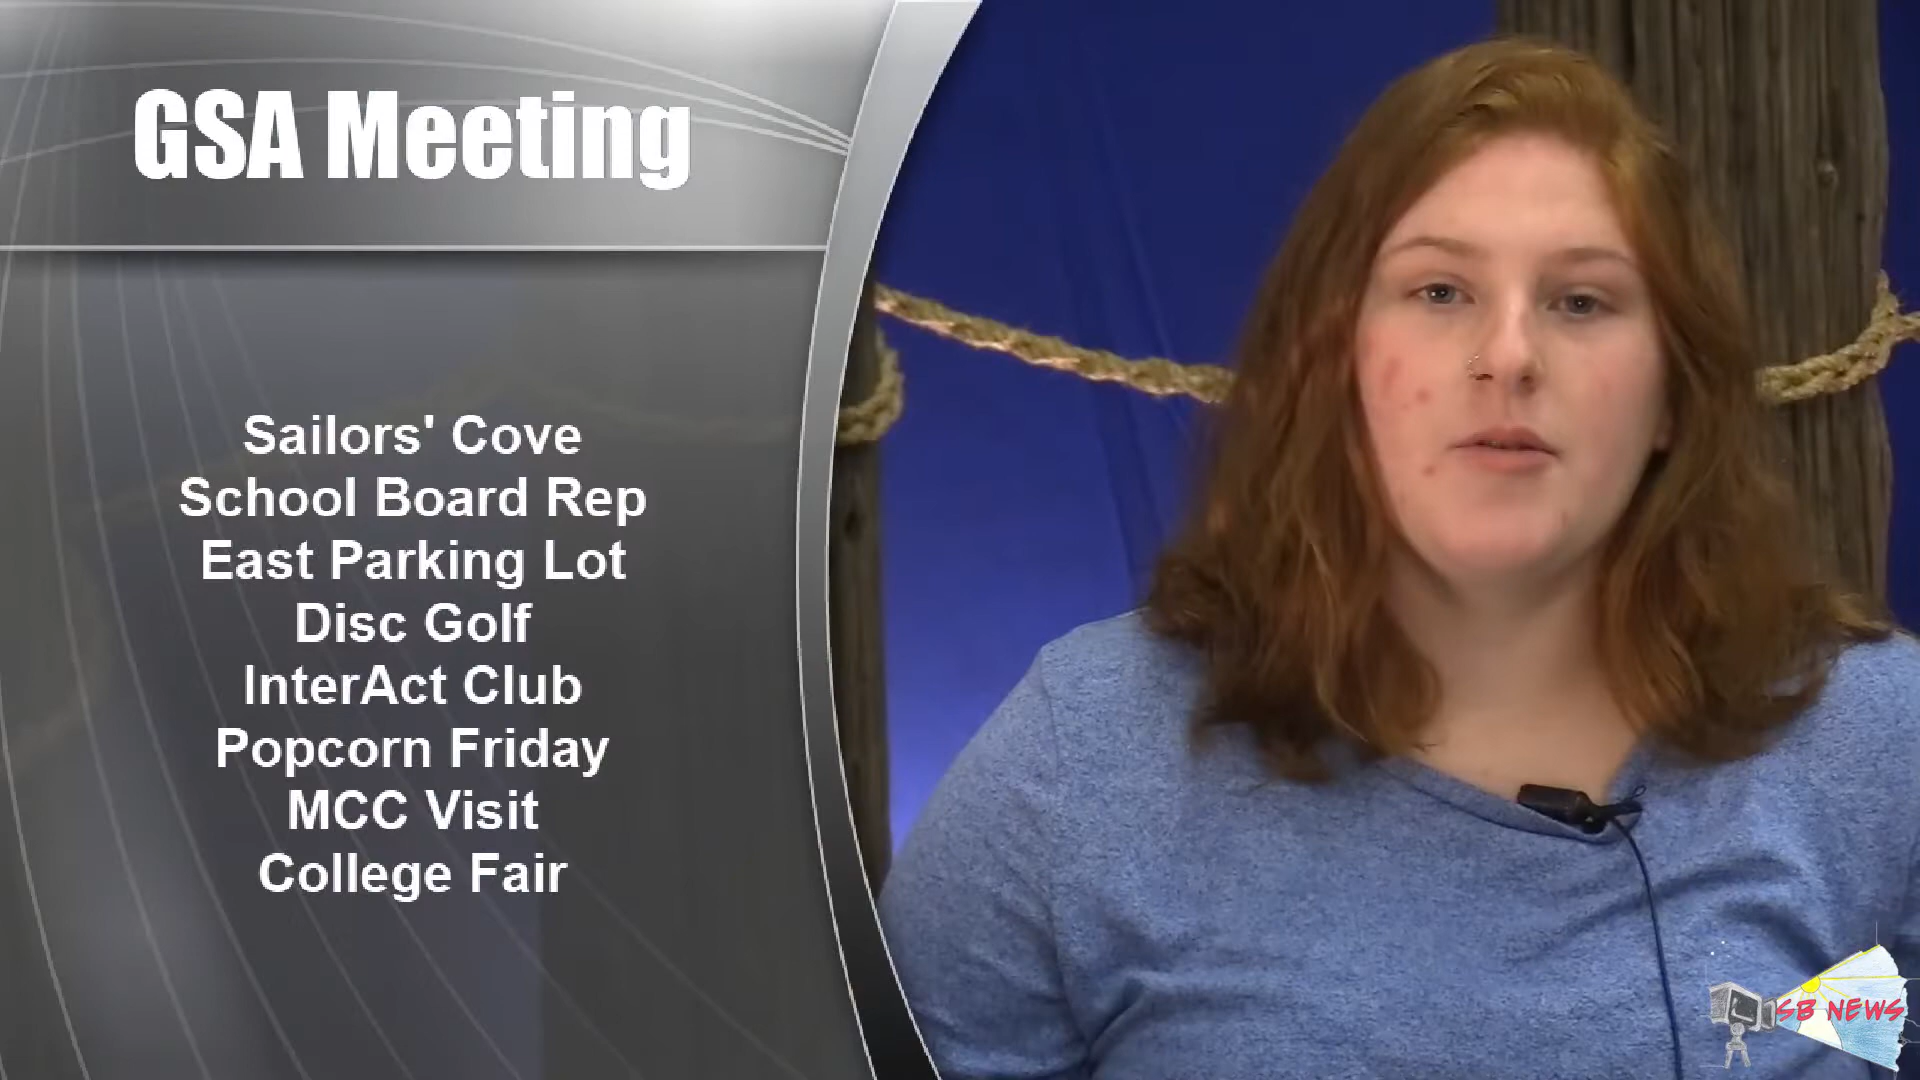 GSA Meeting
Sailors' Cove
School Board Rep
East Parking Lot
Disc Golf
InterAct Club
Popcorn Friday
MCC Visit
College Fair
SB NEWS